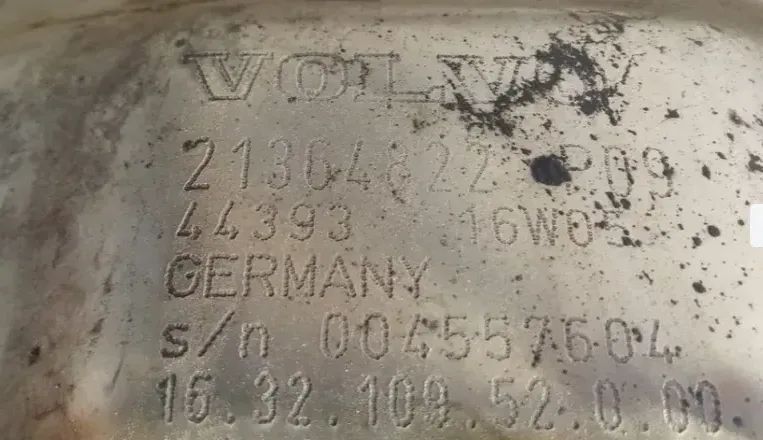 VOLVO
21364822 P09
44393 16W05
GERMANY
s/n 004557604
16.32.109.52.0.00